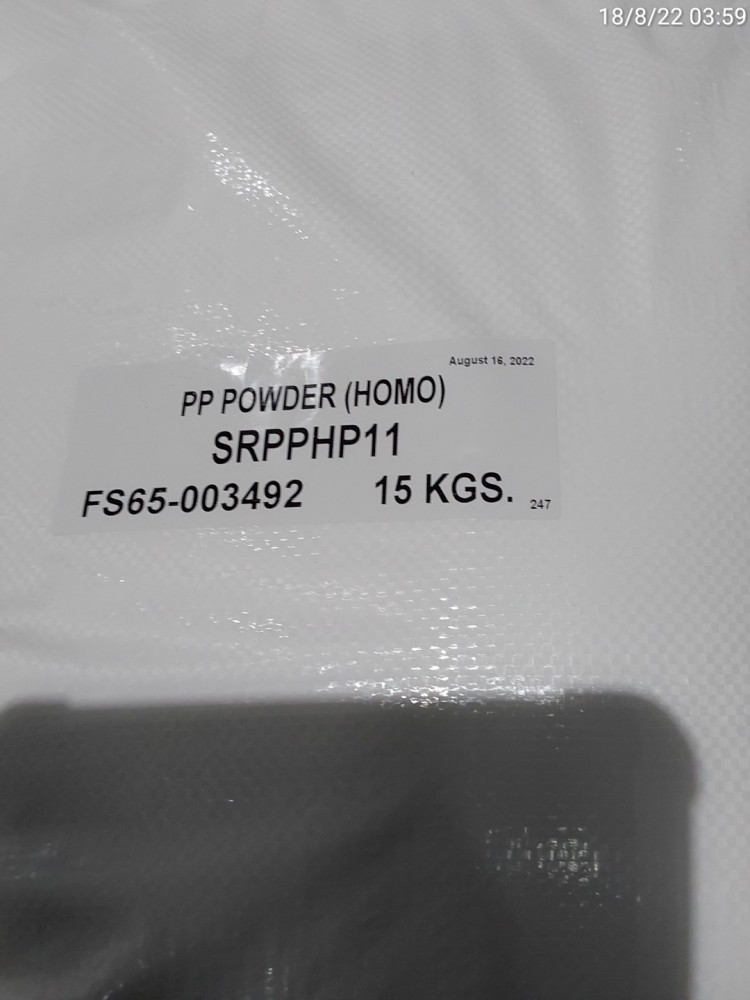 18/8/22 03:59
August 16, 2022
PP POWDER (HOMO)
SRPPHP11
FS65-003492 15 KGS. 247